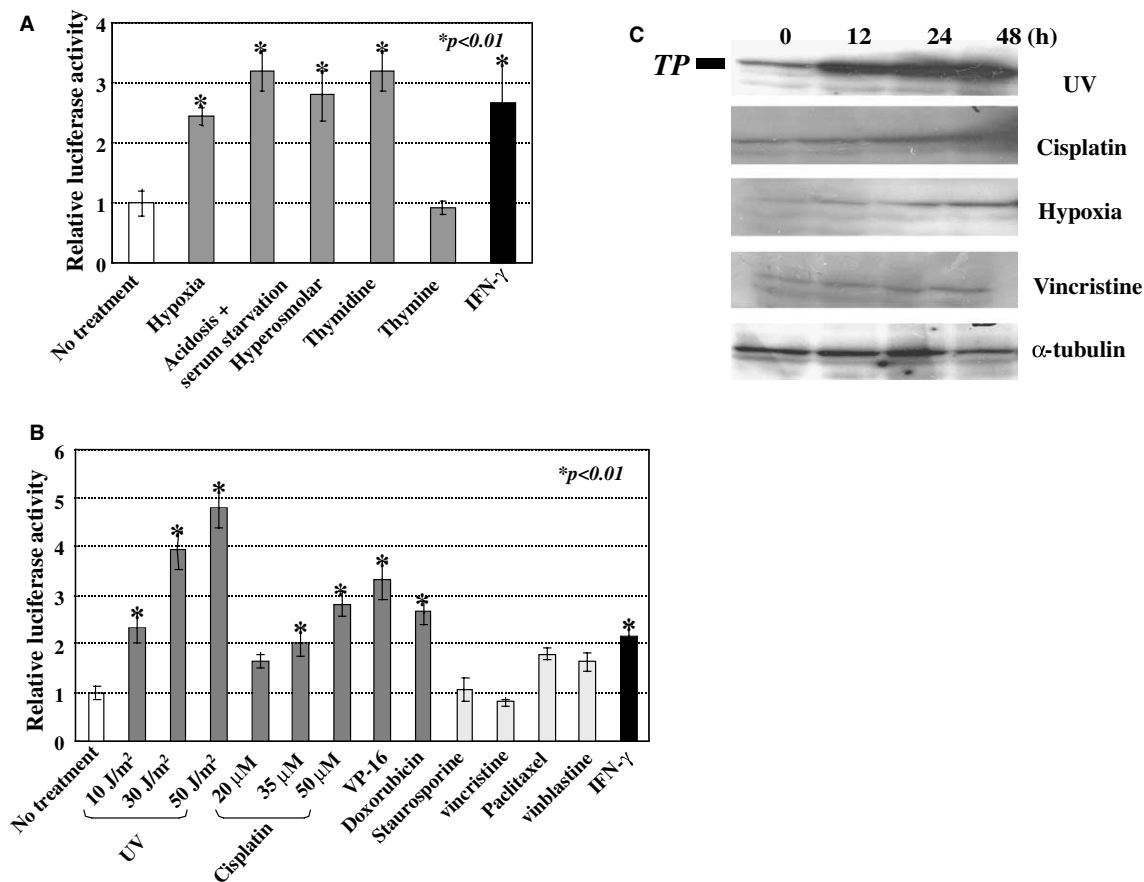 A
Relative luciferase activity
4
3
2
1
0
*p<0.01
* * * * *
No treatment
Hypoxia
Acidosis +
serum starvation
Hyperosmolar
Thymidine
Thymine
IFN-γ
C
0 12 24 48 (h)
TP
UV
Cisplatin
Hypoxia
Vincristine
α-tubulin
B
Relative luciferase activity
6
5
4
3
2
1
0
*p<0.01
* * * * * * * *
No treatment
10 J/m²
30 J/m²
50 J/m²
UV
20 μM
35 μM
50 μM
Cisplatin
VP-16
Doxorubicin
Staurosporine
vincristine
Paclitaxel
vinblastine
IFN-γ